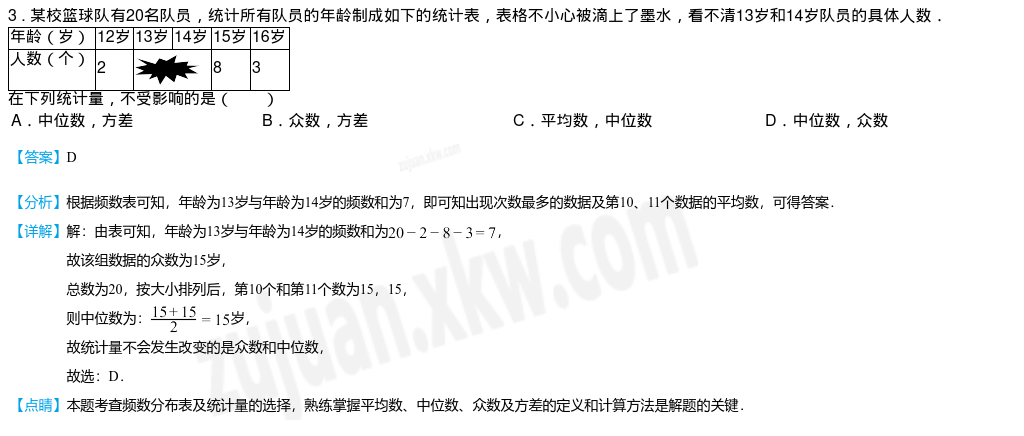 3．某校篮球队有20名队员，统计所有队员的年龄制成如下的统计表，表格不小心被滴上了墨水，看不清13岁和14岁队员的具体人数．
年龄（岁） 12岁 13岁 14岁 15岁 16岁
人数（个） 2 8 3
在下列统计量，不受影响的是（　　）
A．中位数，方差 B．众数，方差 C．平均数，中位数 D．中位数，众数
【答案】D
【分析】根据频数表可知，年龄为13岁与年龄为14岁的频数和为7，即可知出现次数最多的数据及第10、11个数据的平均数，可得答案．
【详解】解：由表可知，年龄为13岁与年龄为14岁的频数和为20－2－8－3＝7，
故该组数据的众数为15岁，
总数为20，按大小排列后，第10个和第11个数为15，15，
则中位数为：(15＋15)/2＝15岁，
故统计量不会发生改变的是众数和中位数，
故选：D．
【点睛】本题考查频数分布表及统计量的选择，熟练掌握平均数、中位数、众数及方差的定义和计算方法是解题的关键．
zujuan.xkw.com
zujuan.xkw.com